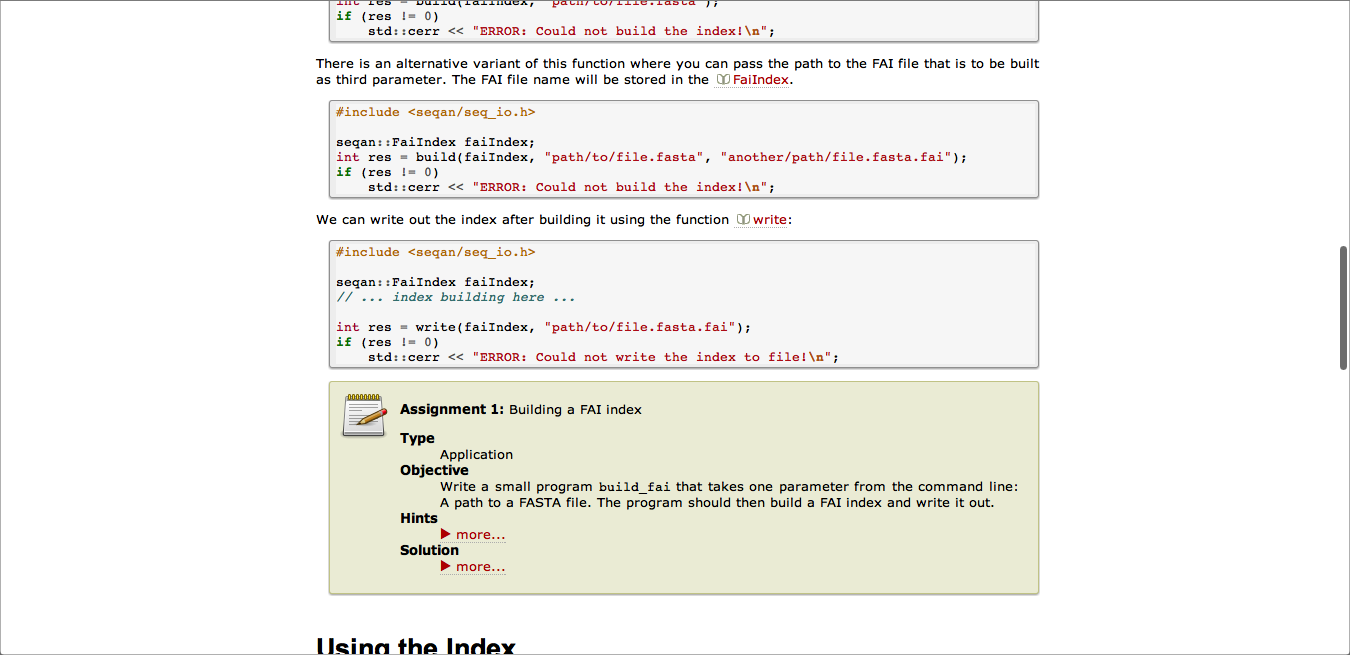 int res = build(faiIndex, "path/to/file.fasta");
if (res != 0)
    std::cerr << "ERROR: Could not build the index!\n";
There is an alternative variant of this function where you can pass the path to the FAI file that is to be built
as third parameter. The FAI file name will be stored in the FaiIndex.
#include <seqan/seq_io.h>
seqan::FaiIndex faiIndex;
int res = build(faiIndex, "path/to/file.fasta", "another/path/file.fasta.fai");
if (res != 0)
    std::cerr << "ERROR: Could not build the index!\n";
We can write out the index after building it using the function write:
#include <seqan/seq_io.h>
seqan::FaiIndex faiIndex;
// ... index building here ...
int res = write(faiIndex, "path/to/file.fasta.fai");
if (res != 0)
    std::cerr << "ERROR: Could not write the index to file!\n";
Assignment 1: Building a FAI index
Type
Application
Objective
Write a small program build_fai that takes one parameter from the command line:
A path to a FASTA file. The program should then build a FAI index and write it out.
Hints
more...
Solution
more...
Using the Index